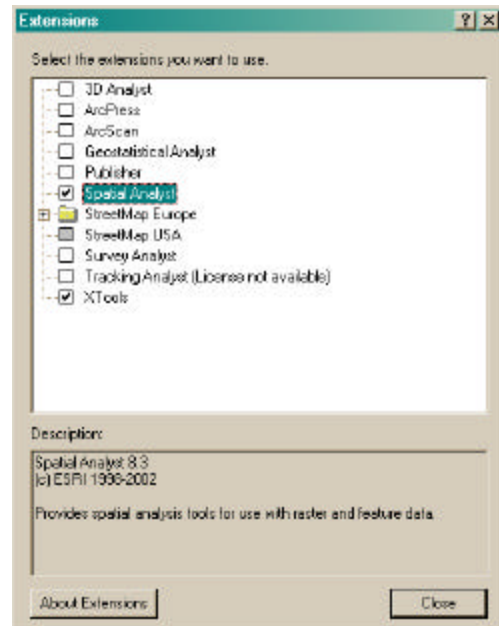 Extensions
Select the extensions you want to use.
3D Analyst
ArcPress
ArcScan
Geostatistical Analyst
Publisher
Spatial Analyst
StreetMap Europe
StreetMap USA
Survey Analyst
Tracking Analyst (License not available)
XTools
Description:
Spatial Analyst 8.3
(c) ESRI 1998-2002
Provides spatial analysis tools for use with raster and feature data.
About Extensions
Close